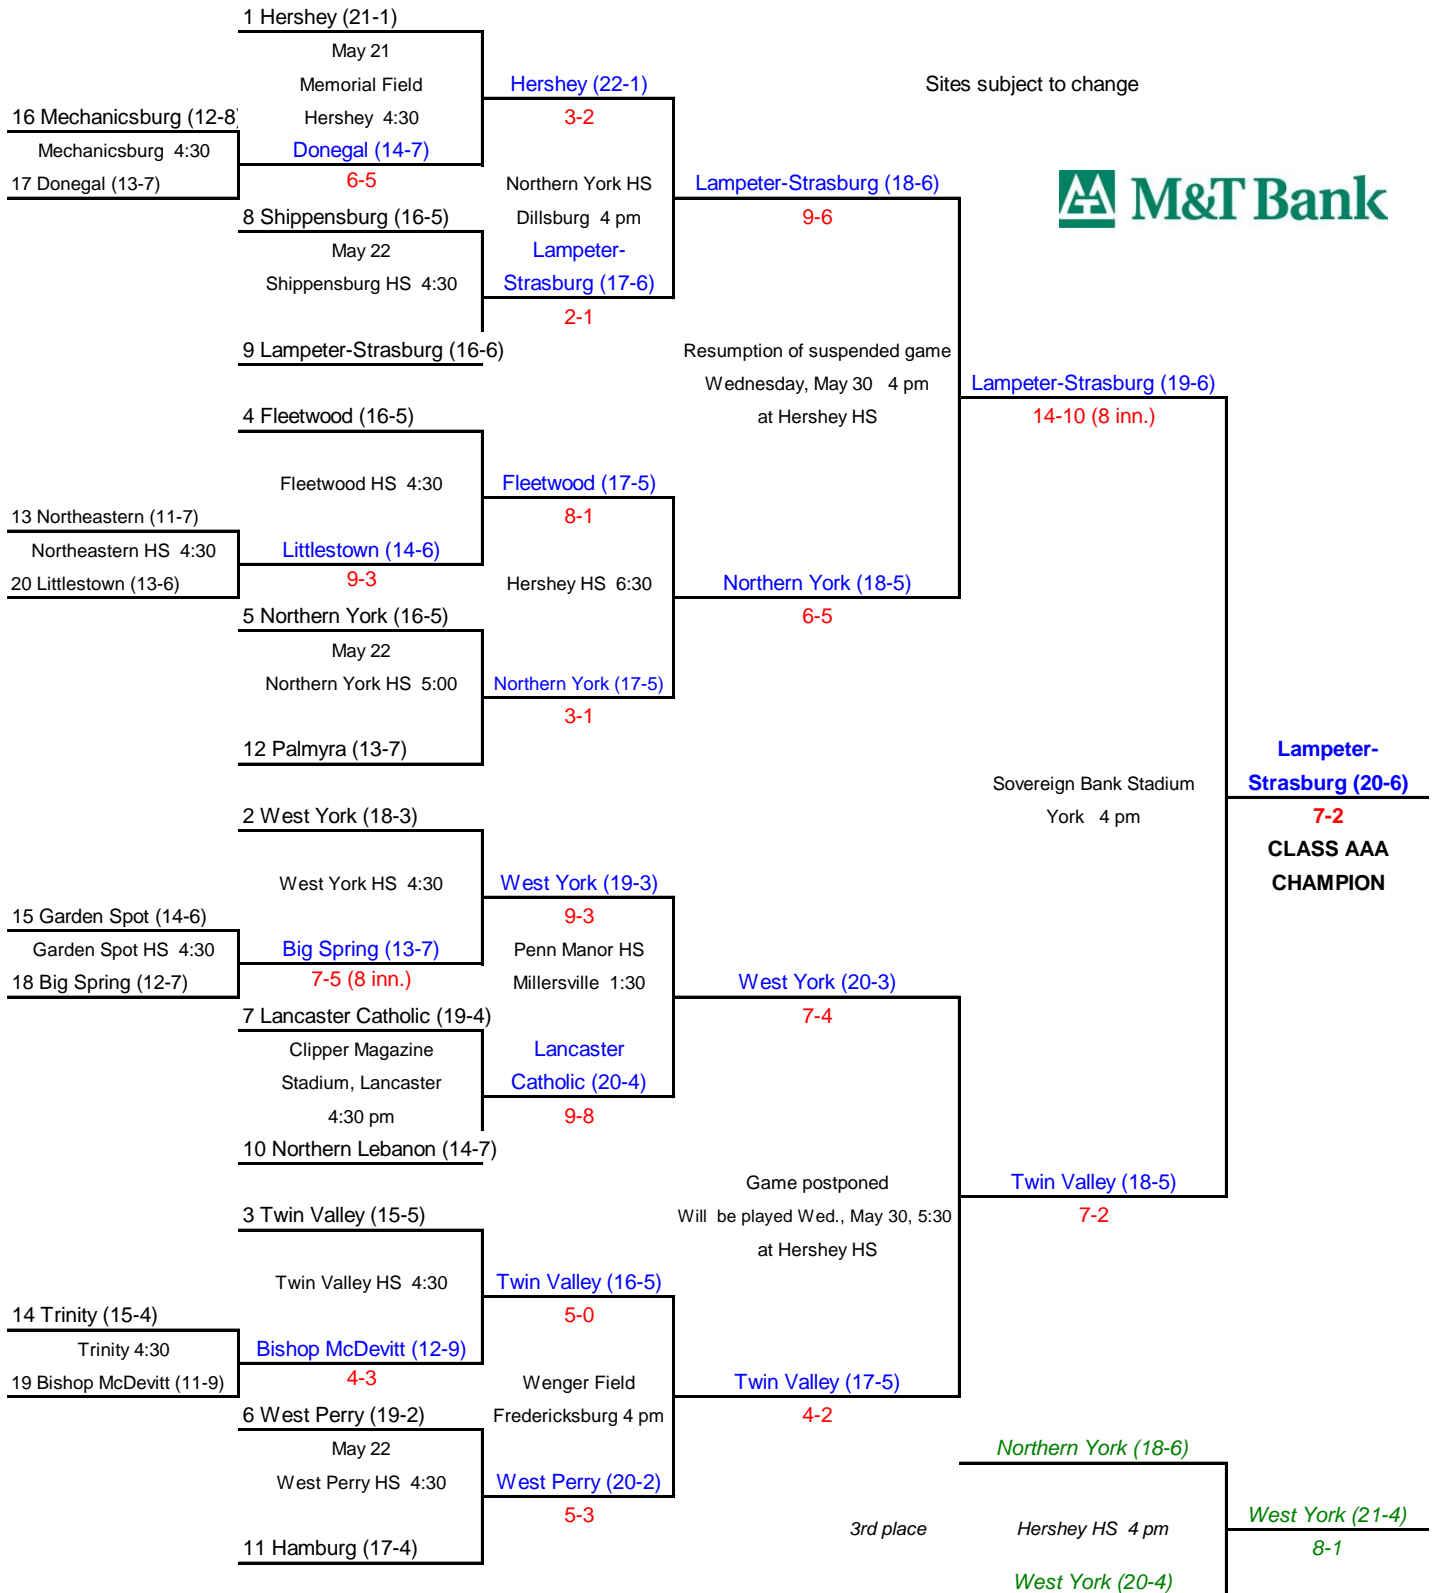 1 Hershey (21-1)
May 21
Memorial Field
Hershey (22-1)
Sites subject to change
16 Mechanicsburg (12-8)
Hershey 4:30
3-2
Mechanicsburg 4:30
Donegal (14-7)
17 Donegal (13-7)
6-5
Northern York HS
Lampeter-Strasburg (18-6)
M&T Bank
8 Shippensburg (16-5)
Dillsburg 4 pm
9-6
May 22
Lampeter-
Shippensburg HS 4:30
Strasburg (17-6)
2-1
9 Lampeter-Strasburg (16-6)
Resumption of suspended game
Wednesday, May 30 4 pm
Lampeter-Strasburg (19-6)
4 Fleetwood (16-5)
at Hershey HS
14-10 (8 inn.)
Fleetwood HS 4:30
Fleetwood (17-5)
13 Northeastern (11-7)
8-1
Northeastern HS 4:30
Littlestown (14-6)
20 Littlestown (13-6)
9-3
Hershey HS 6:30
Northern York (18-5)
5 Northern York (16-5)
6-5
May 22
Northern York HS 5:00
Northern York (17-5)
3-1
12 Palmyra (13-7)
Lampeter-
Sovereign Bank Stadium
Strasburg (20-6)
2 West York (18-3)
York 4 pm
7-2
CLASS AAA
West York HS 4:30
West York (19-3)
CHAMPION
15 Garden Spot (14-6)
9-3
Garden Spot HS 4:30
Big Spring (13-7)
Penn Manor HS
18 Big Spring (12-7)
7-5 (8 inn.)
Millersville 1:30
West York (20-3)
7 Lancaster Catholic (19-4)
7-4
Clipper Magazine
Lancaster
Stadium, Lancaster
Catholic (20-4)
4:30 pm
9-8
10 Northern Lebanon (14-7)
Game postponed
Twin Valley (18-5)
3 Twin Valley (15-5)
Will be played Wed., May 30, 5:30
7-2
at Hershey HS
Twin Valley HS 4:30
Twin Valley (16-5)
14 Trinity (15-4)
5-0
Trinity 4:30
Bishop McDevitt (12-9)
19 Bishop McDevitt (11-9)
4-3
Wenger Field
Twin Valley (17-5)
6 West Perry (19-2)
Fredericksburg 4 pm
4-2
May 22
Northern York (18-6)
West Perry HS 4:30
West Perry (20-2)
5-3
3rd place
Hershey HS 4 pm
West York (21-4)
11 Hamburg (17-4)
8-1
West York (20-4)